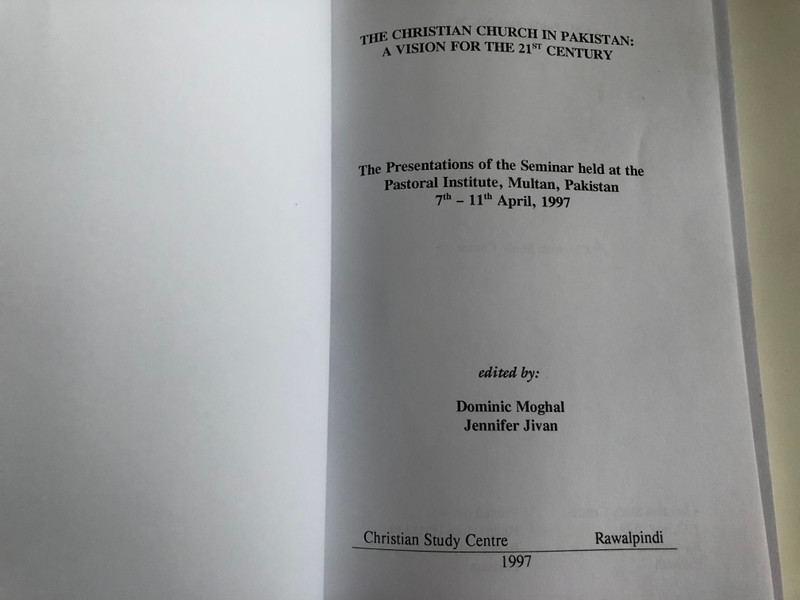 THE CHRISTIAN CHURCH IN PAKISTAN:
A VISION FOR THE 21ST CENTURY
The Presentations of the Seminar held at the
Pastoral Institute, Multan, Pakistan
7th – 11th April, 1997
edited by:
Dominic Moghal
Jennifer Jivan
Christian Study Centre Rawalpindi
1997